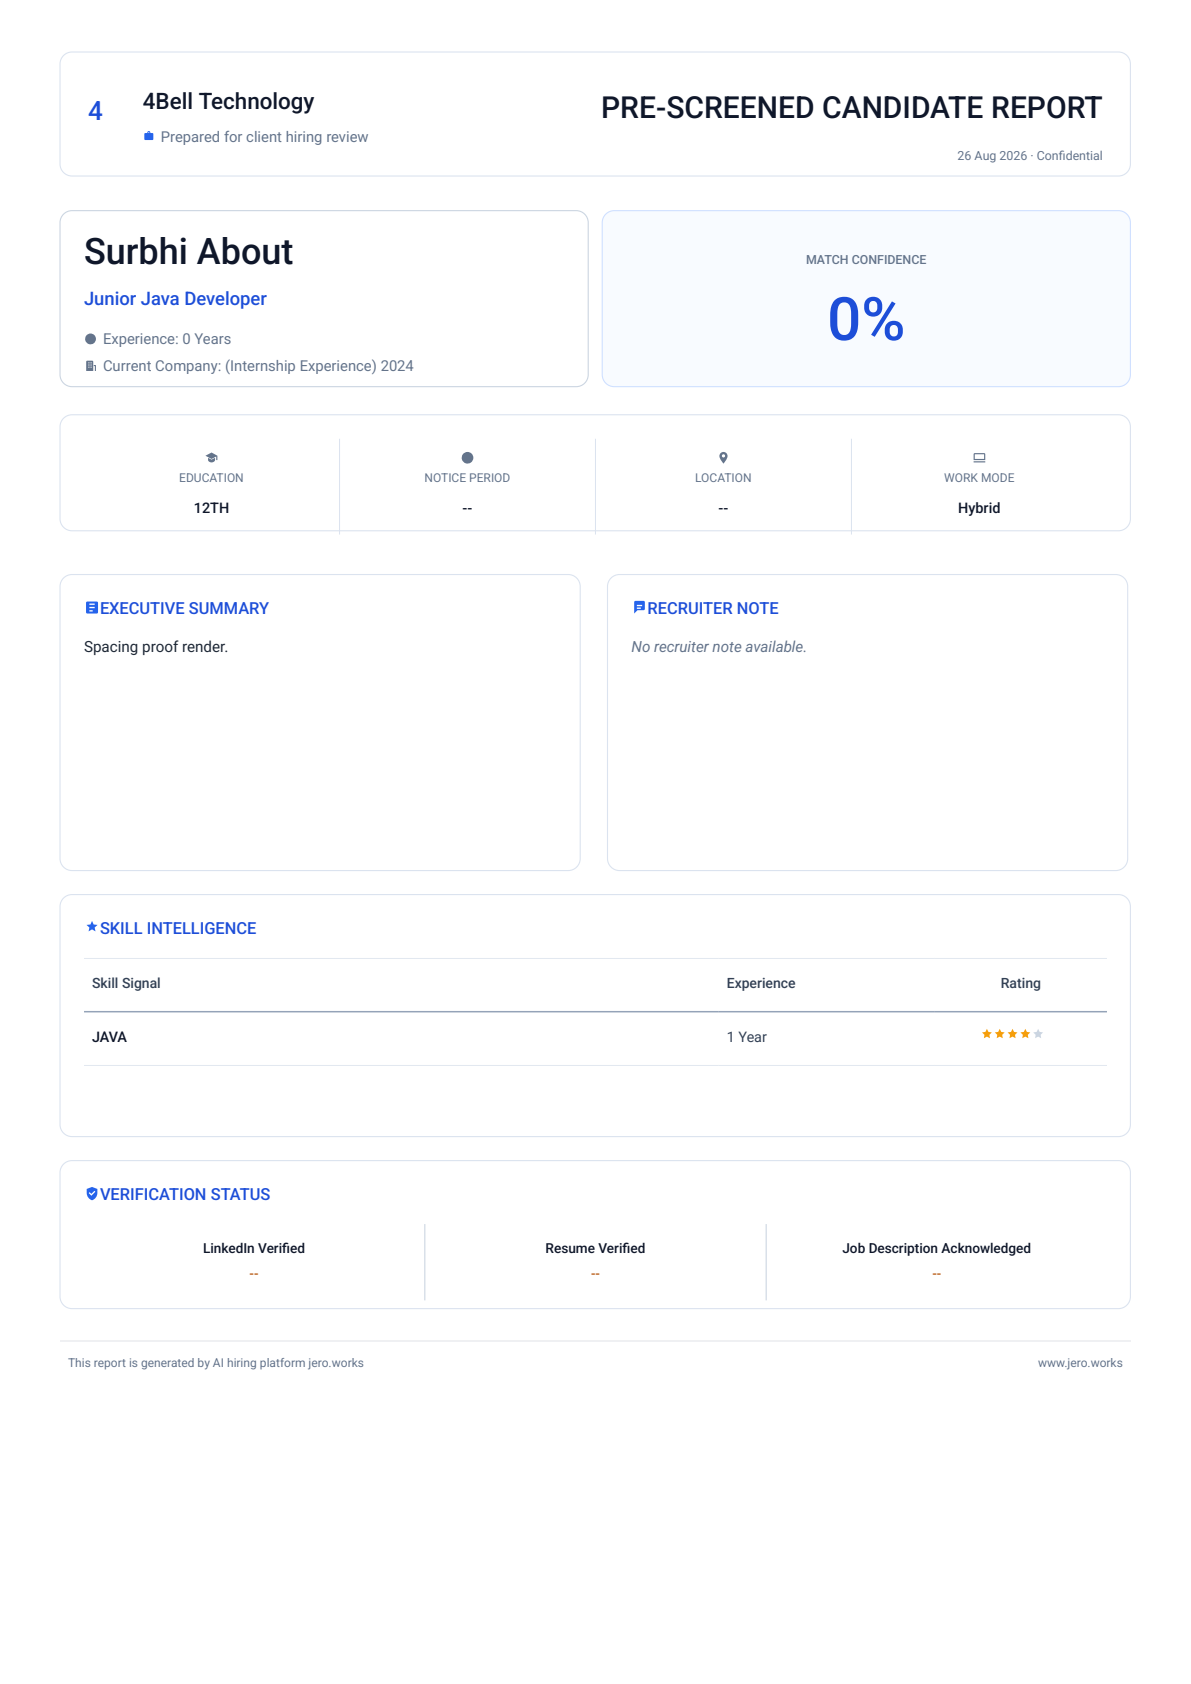 4
4Bell Technology
Prepared for client hiring review
PRE-SCREENED CANDIDATE REPORT
26 Aug 2026 · Confidential
Surbhi About
Junior Java Developer
Experience: 0 Years
Current Company: (Internship Experience) 2024
MATCH CONFIDENCE
0%
EDUCATION
12TH
NOTICE PERIOD
--
LOCATION
--
WORK MODE
Hybrid
EXECUTIVE SUMMARY
Spacing proof render.
RECRUITER NOTE
No recruiter note available.
SKILL INTELLIGENCE
Skill Signal Experience Rating
JAVA 1 Year
VERIFICATION STATUS
LinkedIn Verified
--
Resume Verified
--
Job Description Acknowledged
--
This report is generated by AI hiring platform jero.works
www.jero.works